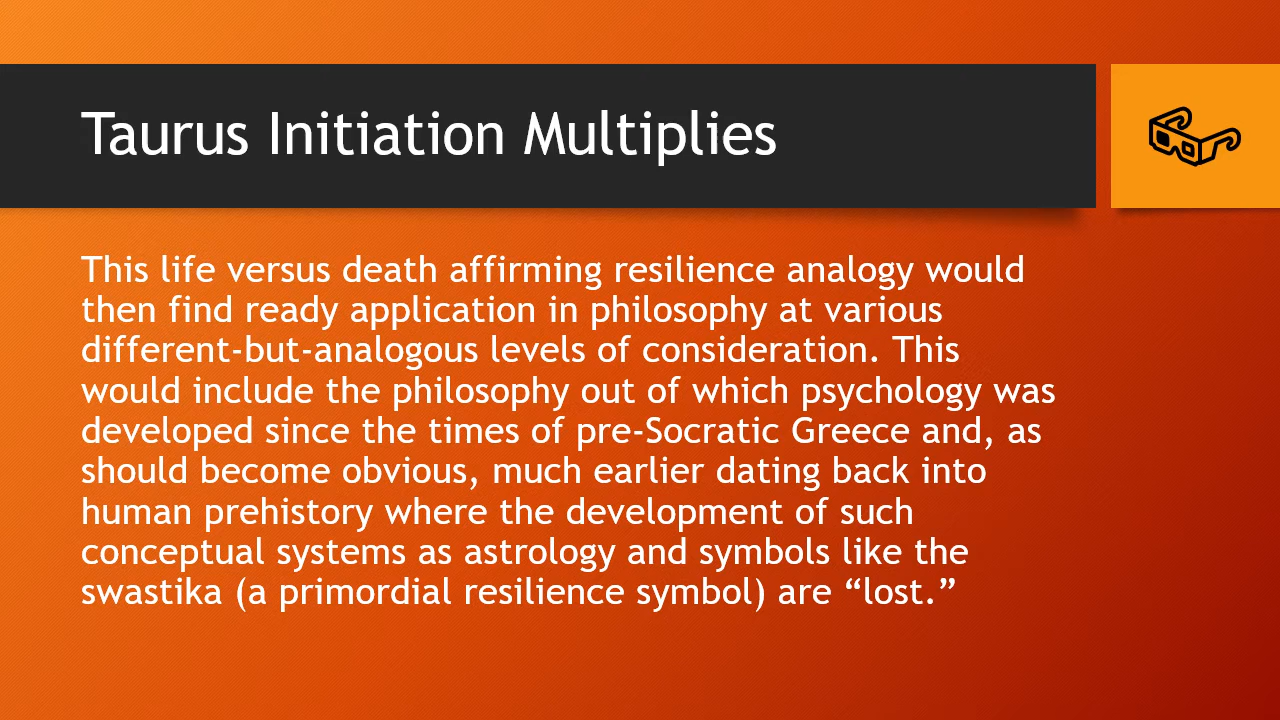 Taurus Initiation Multiplies
This life versus death affirming resilience analogy would
then find ready application in philosophy at various
different-but-analogous levels of consideration. This
would include the philosophy out of which psychology was
developed since the times of pre-Socratic Greece and, as
should become obvious, much earlier dating back into
human prehistory where the development of such
conceptual systems as astrology and symbols like the
swastika (a primordial resilience symbol) are “lost.”